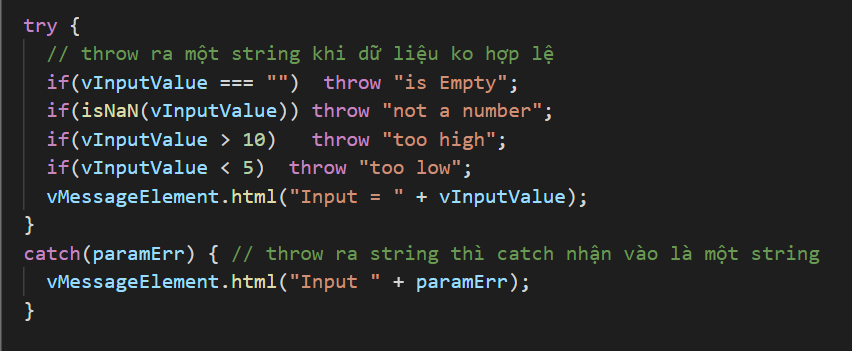 try {
// throw ra một string khi dữ liệu ko hợp lệ
if(vInputValue === "")  throw "is Empty";
if(isNaN(vInputValue)) throw "not a number";
if(vInputValue > 10)   throw "too high";
if(vInputValue < 5)  throw "too low";
vMessageElement.html("Input = " + vInputValue);
}
catch(paramErr) { // throw ra string thì catch nhận vào là một string
vMessageElement.html("Input " + paramErr);
}